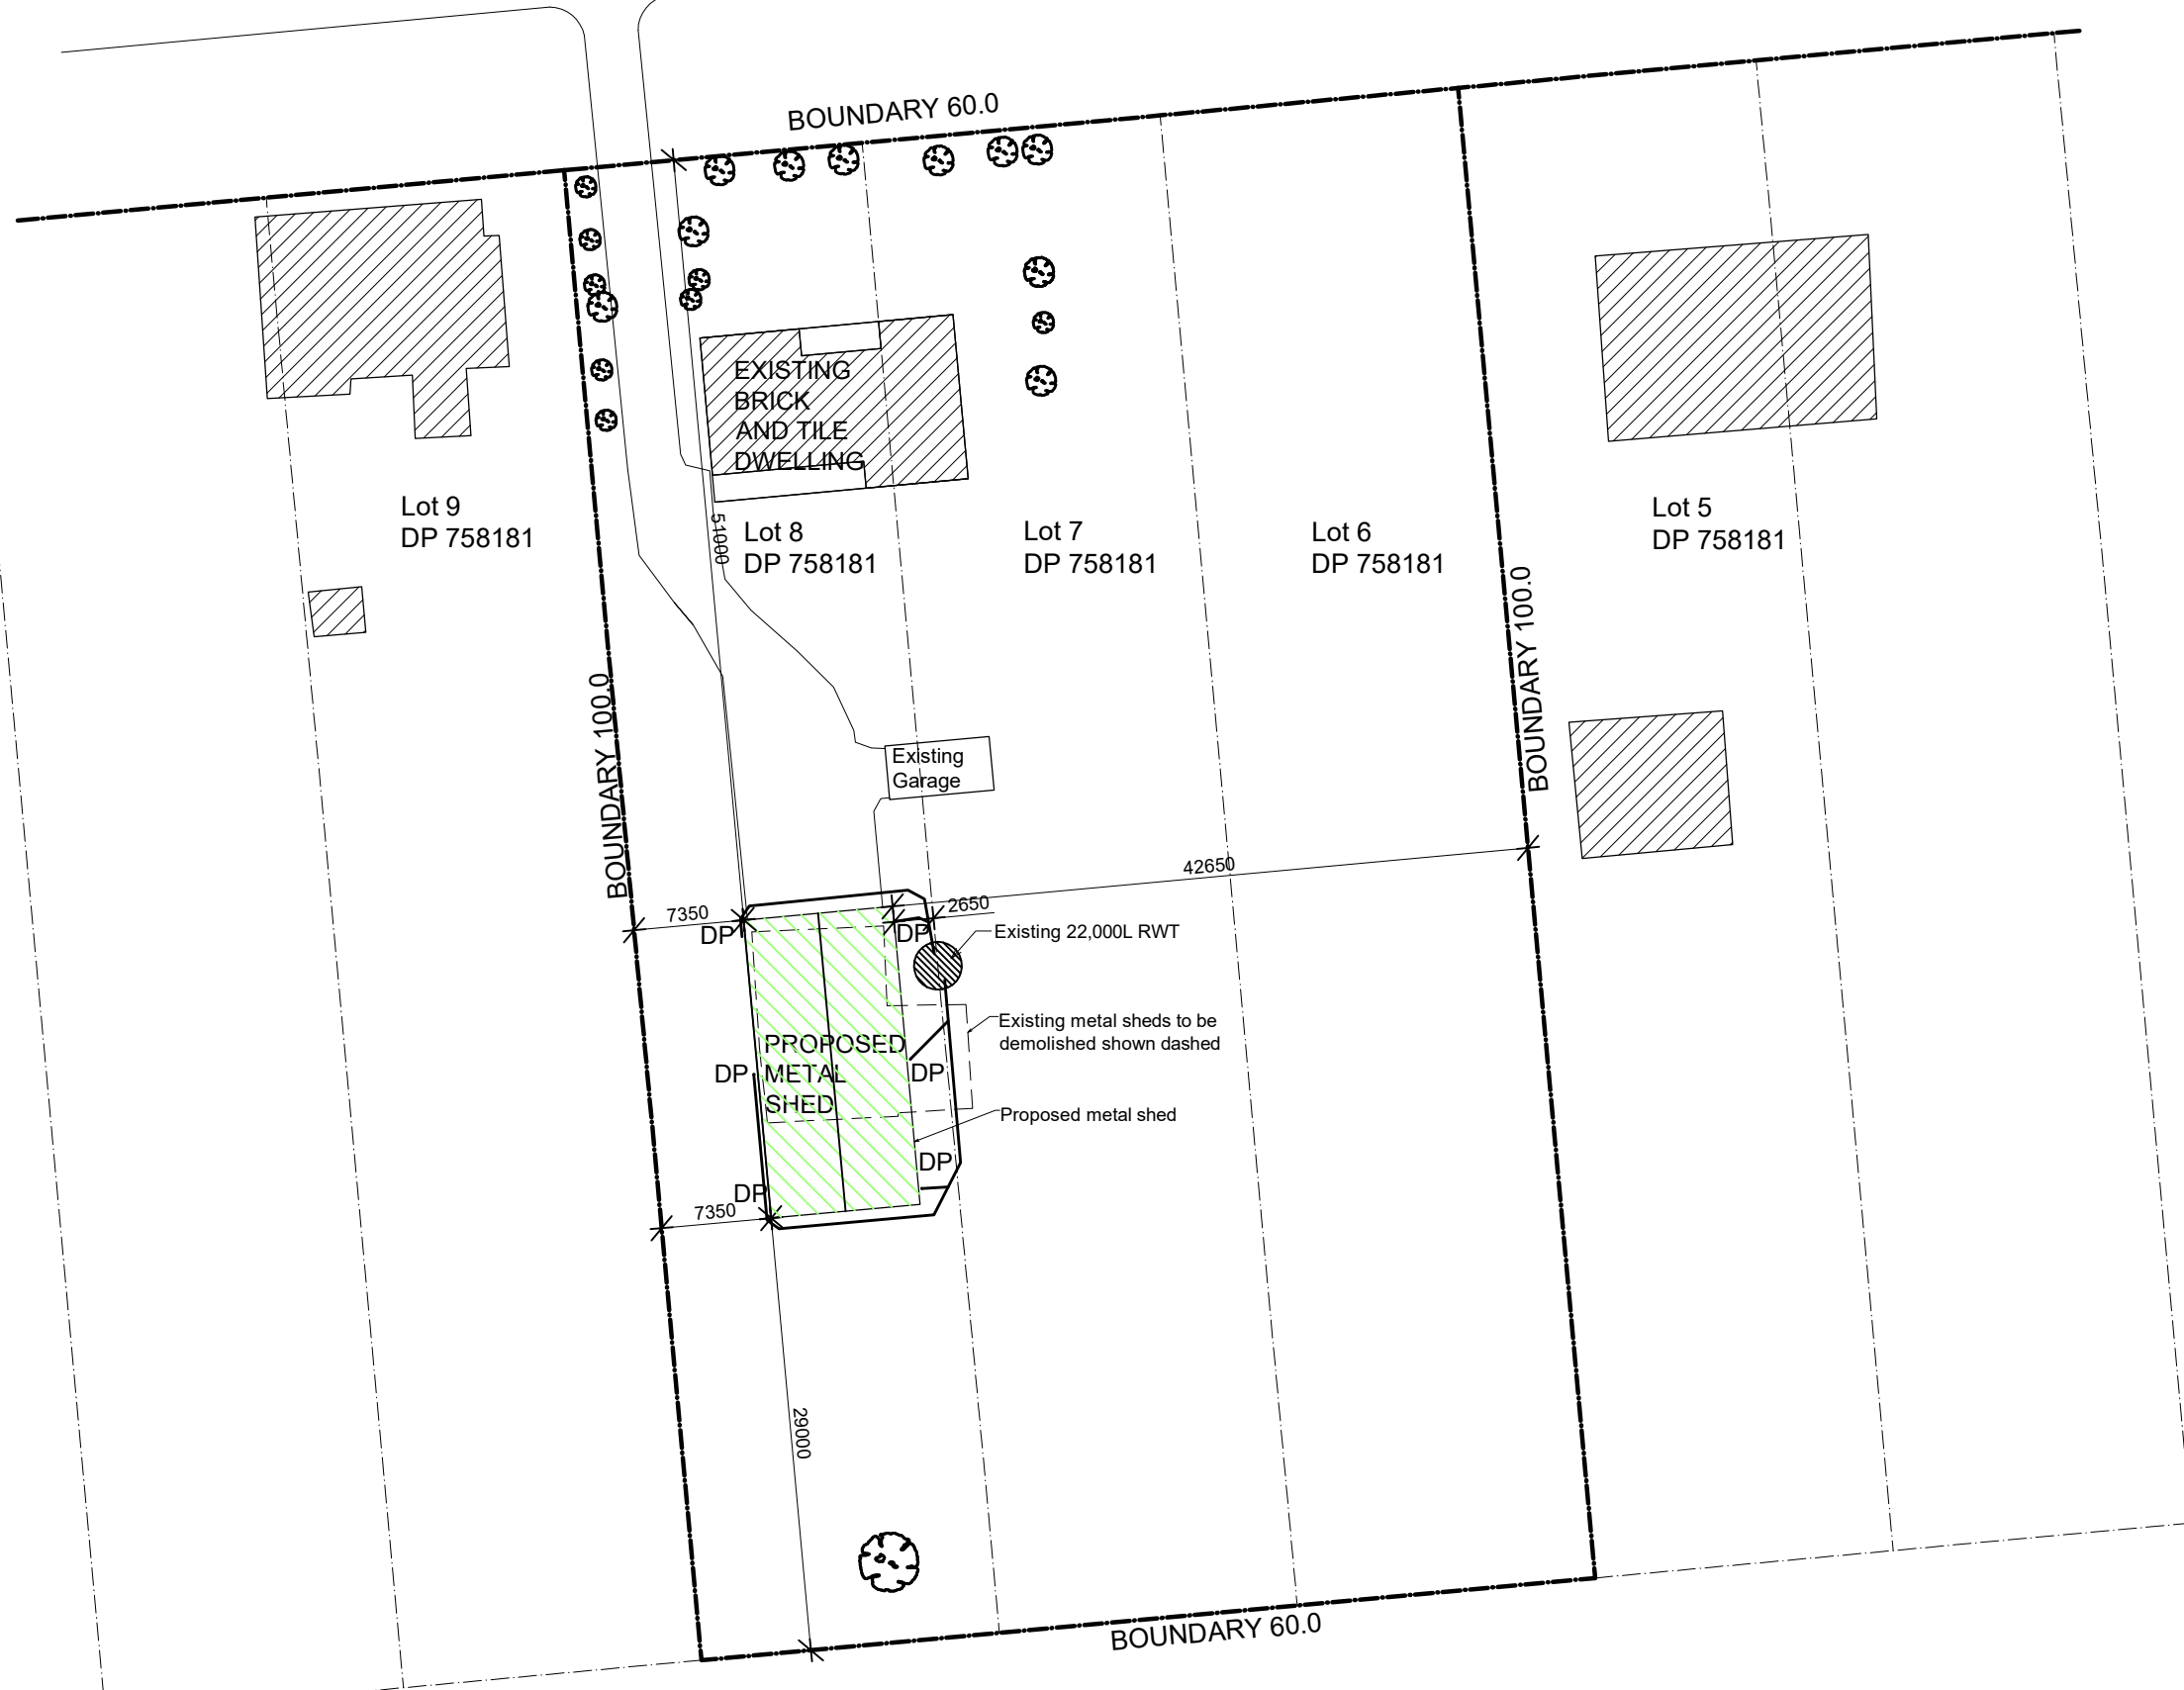 BOUNDARY 60.0
EXISTING
BRICK
AND TILE
DWELLING
Lot 9
DP 758181
51000
Lot 8
DP 758181
Lot 7
DP 758181
Lot 6
DP 758181
Lot 5
DP 758181
BOUNDARY 100.0
BOUNDARY 100.0
Existing
Garage
42650
7350
2650
DP
DP
Existing 22,000L RWT
Existing metal sheds to be
demolished shown dashed
PROPOSED
METAL
SHED
DP
DP
Proposed metal shed
DP
DP
7350
29000
BOUNDARY 60.0